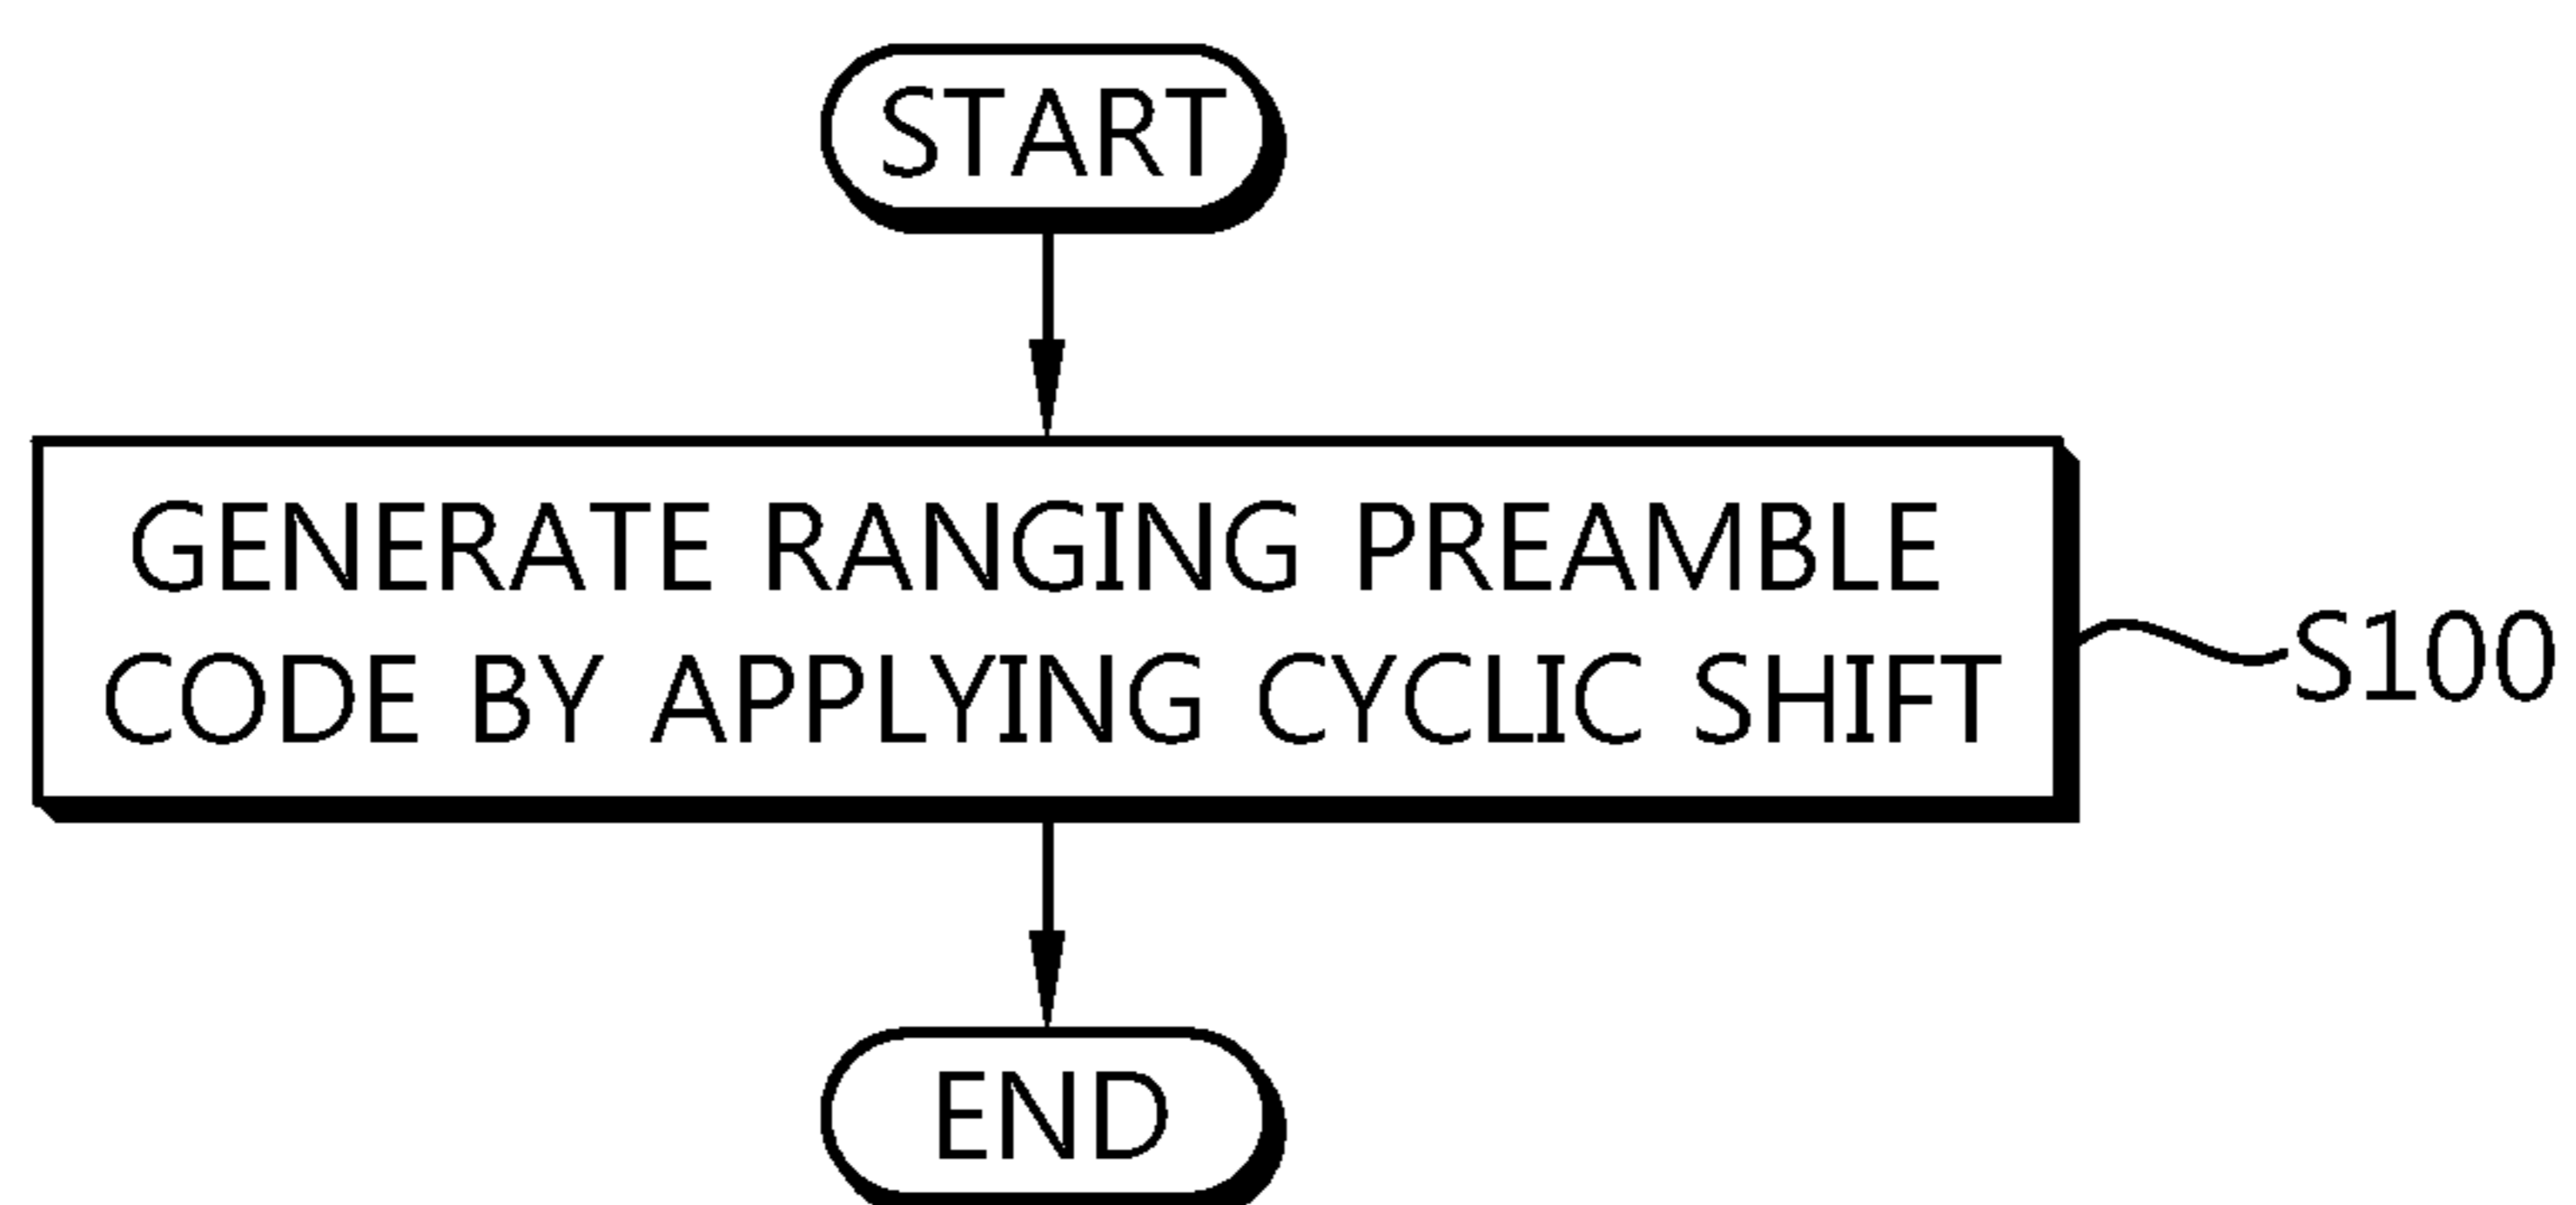 START
GENERATE RANGING PREAMBLE
CODE BY APPLYING CYCLIC SHIFT
S100
END